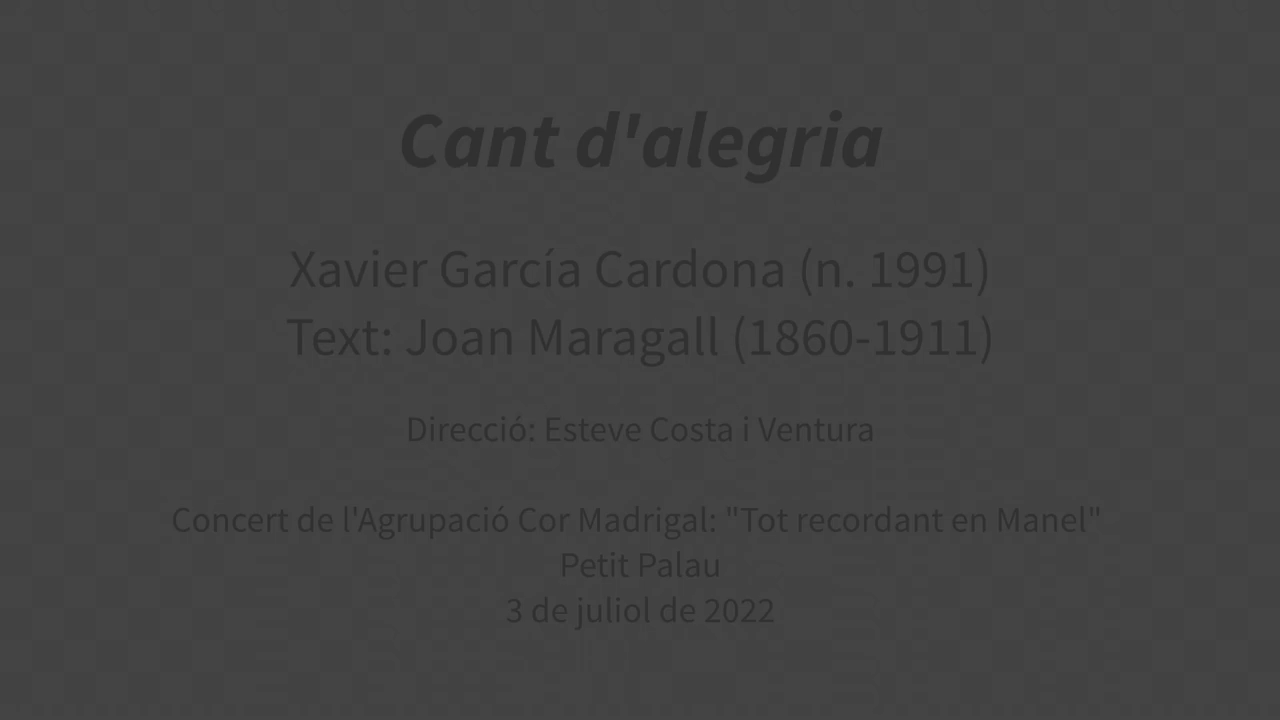 Cant d'alegria
Xavier García Cardona (n. 1991)
Text: Joan Maragall (1860-1911)
Direcció: Esteve Costa i Ventura
Concert de l'Agrupació Cor Madrigal: "Tot recordant en Manel"
Petit Palau
3 de juliol de 2022